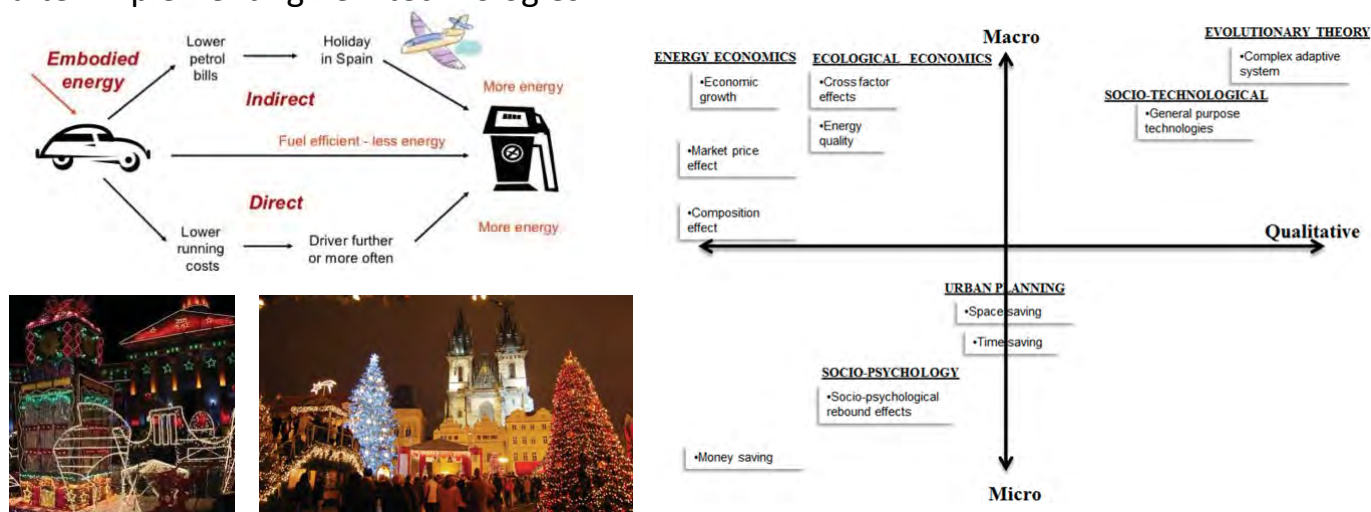 Embodied
energy
Lower
petrol
bills
Holiday
in Spain
Indirect
More energy
Fuel efficient - less energy
Direct
Lower
running
costs
Driver further
or more often
More energy
Macro
Qualitative
Micro
ENERGY ECONOMICS
•Economic
growth
•Market price
effect
•Composition
effect
ECOLOGICAL ECONOMICS
•Cross factor
effects
•Energy
quality
EVOLUTIONARY THEORY
•Complex adaptive
system
SOCIO-TECHNOLOGICAL
•General purpose
technologies
URBAN PLANNING
•Space saving
•Time saving
SOCIO-PSYCHOLOGY
•Socio-psychological
rebound effects
•Money saving